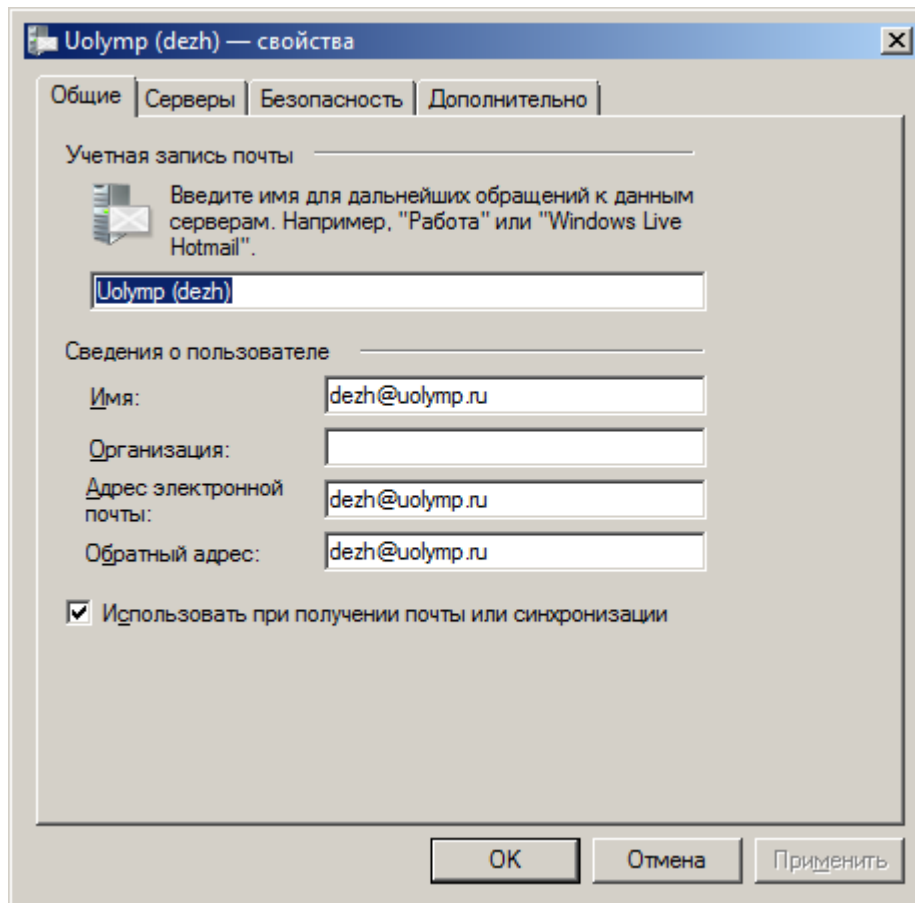 Uolymp (dezh) — свойства
Общие Серверы Безопасность Дополнительно
Учетная запись почты
Введите имя для дальнейших обращений к данным
серверам. Например, "Работа" или "Windows Live
Hotmail".
Uolymp (dezh)
Сведения о пользователе
Имя: dezh@uolymp.ru
Организация:
Адрес электронной
почты: dezh@uolymp.ru
Обратный адрес: dezh@uolymp.ru
Использовать при получении почты или синхронизации
OK Отмена Применить